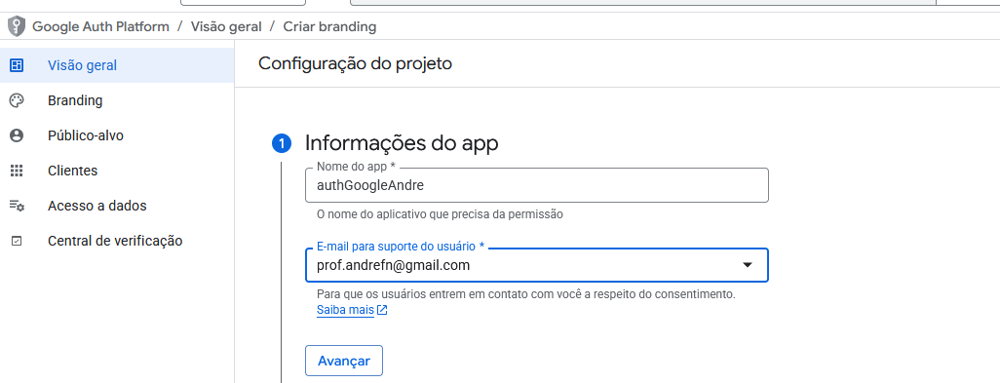 Google Auth Platform / Visão geral / Criar branding
Visão geral
Branding
Público-alvo
Clientes
Acesso a dados
Central de verificação
Configuração do projeto
1 Informações do app
Nome do app *
authGoogleAndre
O nome do aplicativo que precisa da permissão
E-mail para suporte do usuário *
prof.andrefn@gmail.com
Para que os usuários entrem em contato com você a respeito do consentimento.
Saiba mais
Avançar